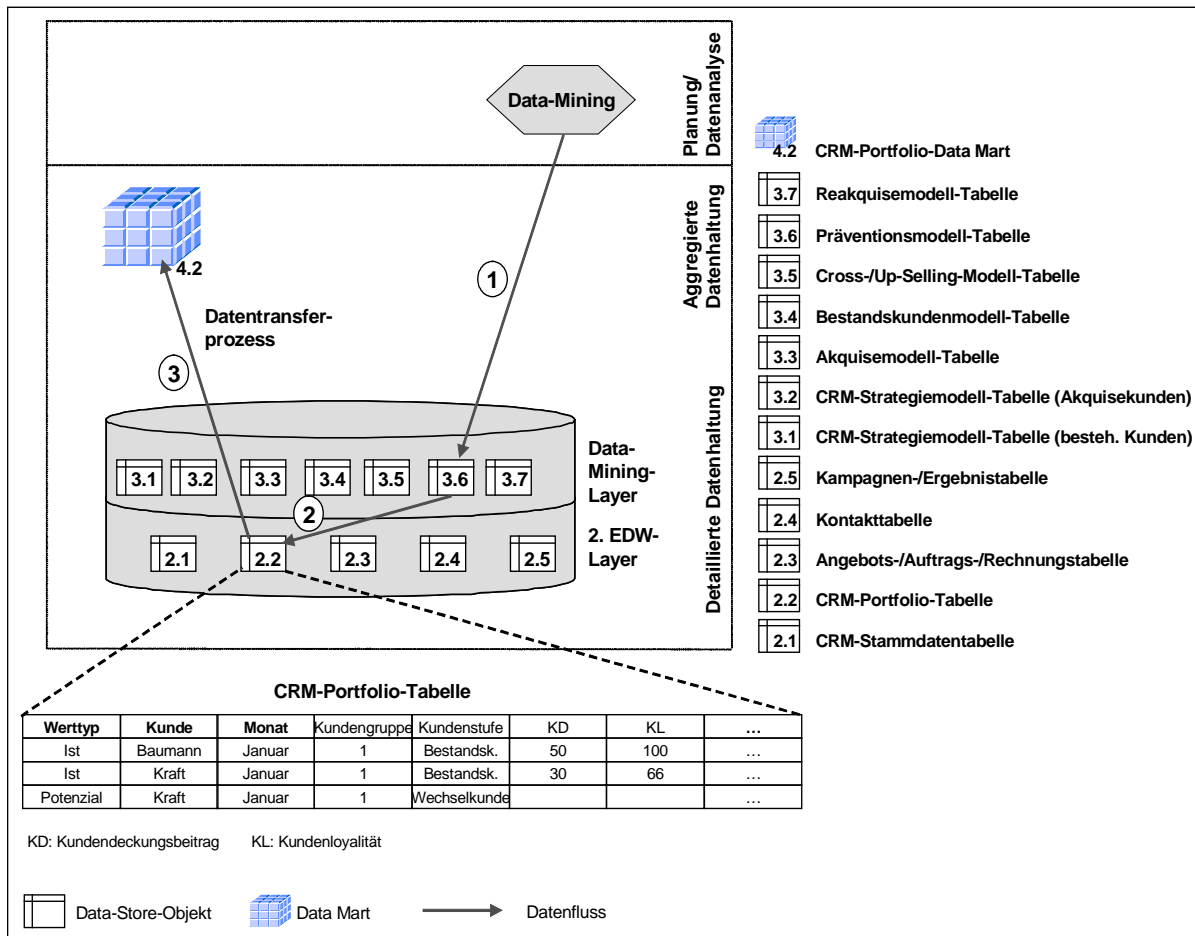 Data-Mining
Planung/
Datenanalyse
4.2
Aggregierte
Datenhaltung
1
Datentransfer-
prozess
3
Detaillierte Datenhaltung
Data-
Mining-
Layer
3.1 3.2 3.3 3.4 3.5 3.6 3.7
2
2. EDW-
Layer
2.1 2.2 2.3 2.4 2.5
4.2 CRM-Portfolio-Data Mart
3.7 Reakquisemodell-Tabelle
3.6 Präventionsmodell-Tabelle
3.5 Cross-/Up-Selling-Modell-Tabelle
3.4 Bestandskundenmodell-Tabelle
3.3 Akquisemodell-Tabelle
3.2 CRM-Strategiemodell-Tabelle (Akquisekunden)
3.1 CRM-Strategiemodell-Tabelle (besteh. Kunden)
2.5 Kampagnen-/Ergebnistabelle
2.4 Kontakttabelle
2.3 Angebots-/Auftrags-/Rechnungstabelle
2.2 CRM-Portfolio-Tabelle
2.1 CRM-Stammdatentabelle
CRM-Portfolio-Tabelle
Werttyp Kunde Monat Kundengruppe Kundenstufe KD KL ...
Ist Baumann Januar 1 Bestandsk. 50 100 ...
Ist Kraft Januar 1 Bestandsk. 30 66 ...
Potenzial Kraft Januar 1 Wechselkunde ...
KD: Kundendeckungsbeitrag KL: Kundenloyalität
Data-Store-Objekt Data Mart Datenfluss